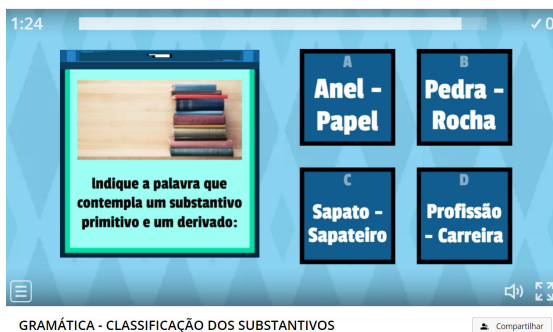 1:24
✓ 0
Indique a palavra que
contempla um substantivo
primitivo e um derivado:
A
Anel -
Papel
B
Pedra -
Rocha
C
Sapato -
Sapateiro
D
Profissão
- Carreira
GRAMÁTICA - CLASSIFICAÇÃO DOS SUBSTANTIVOS
Compartilhar